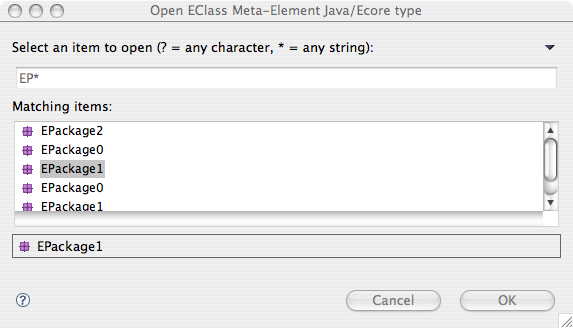 Open EClass Meta-Element Java/Ecore type
Select an item to open (? = any character, * = any string):
EP*
Matching items:
EPackage2
EPackage0
EPackage1
EPackage0
EPackage1
EPackage1
?
Cancel
OK